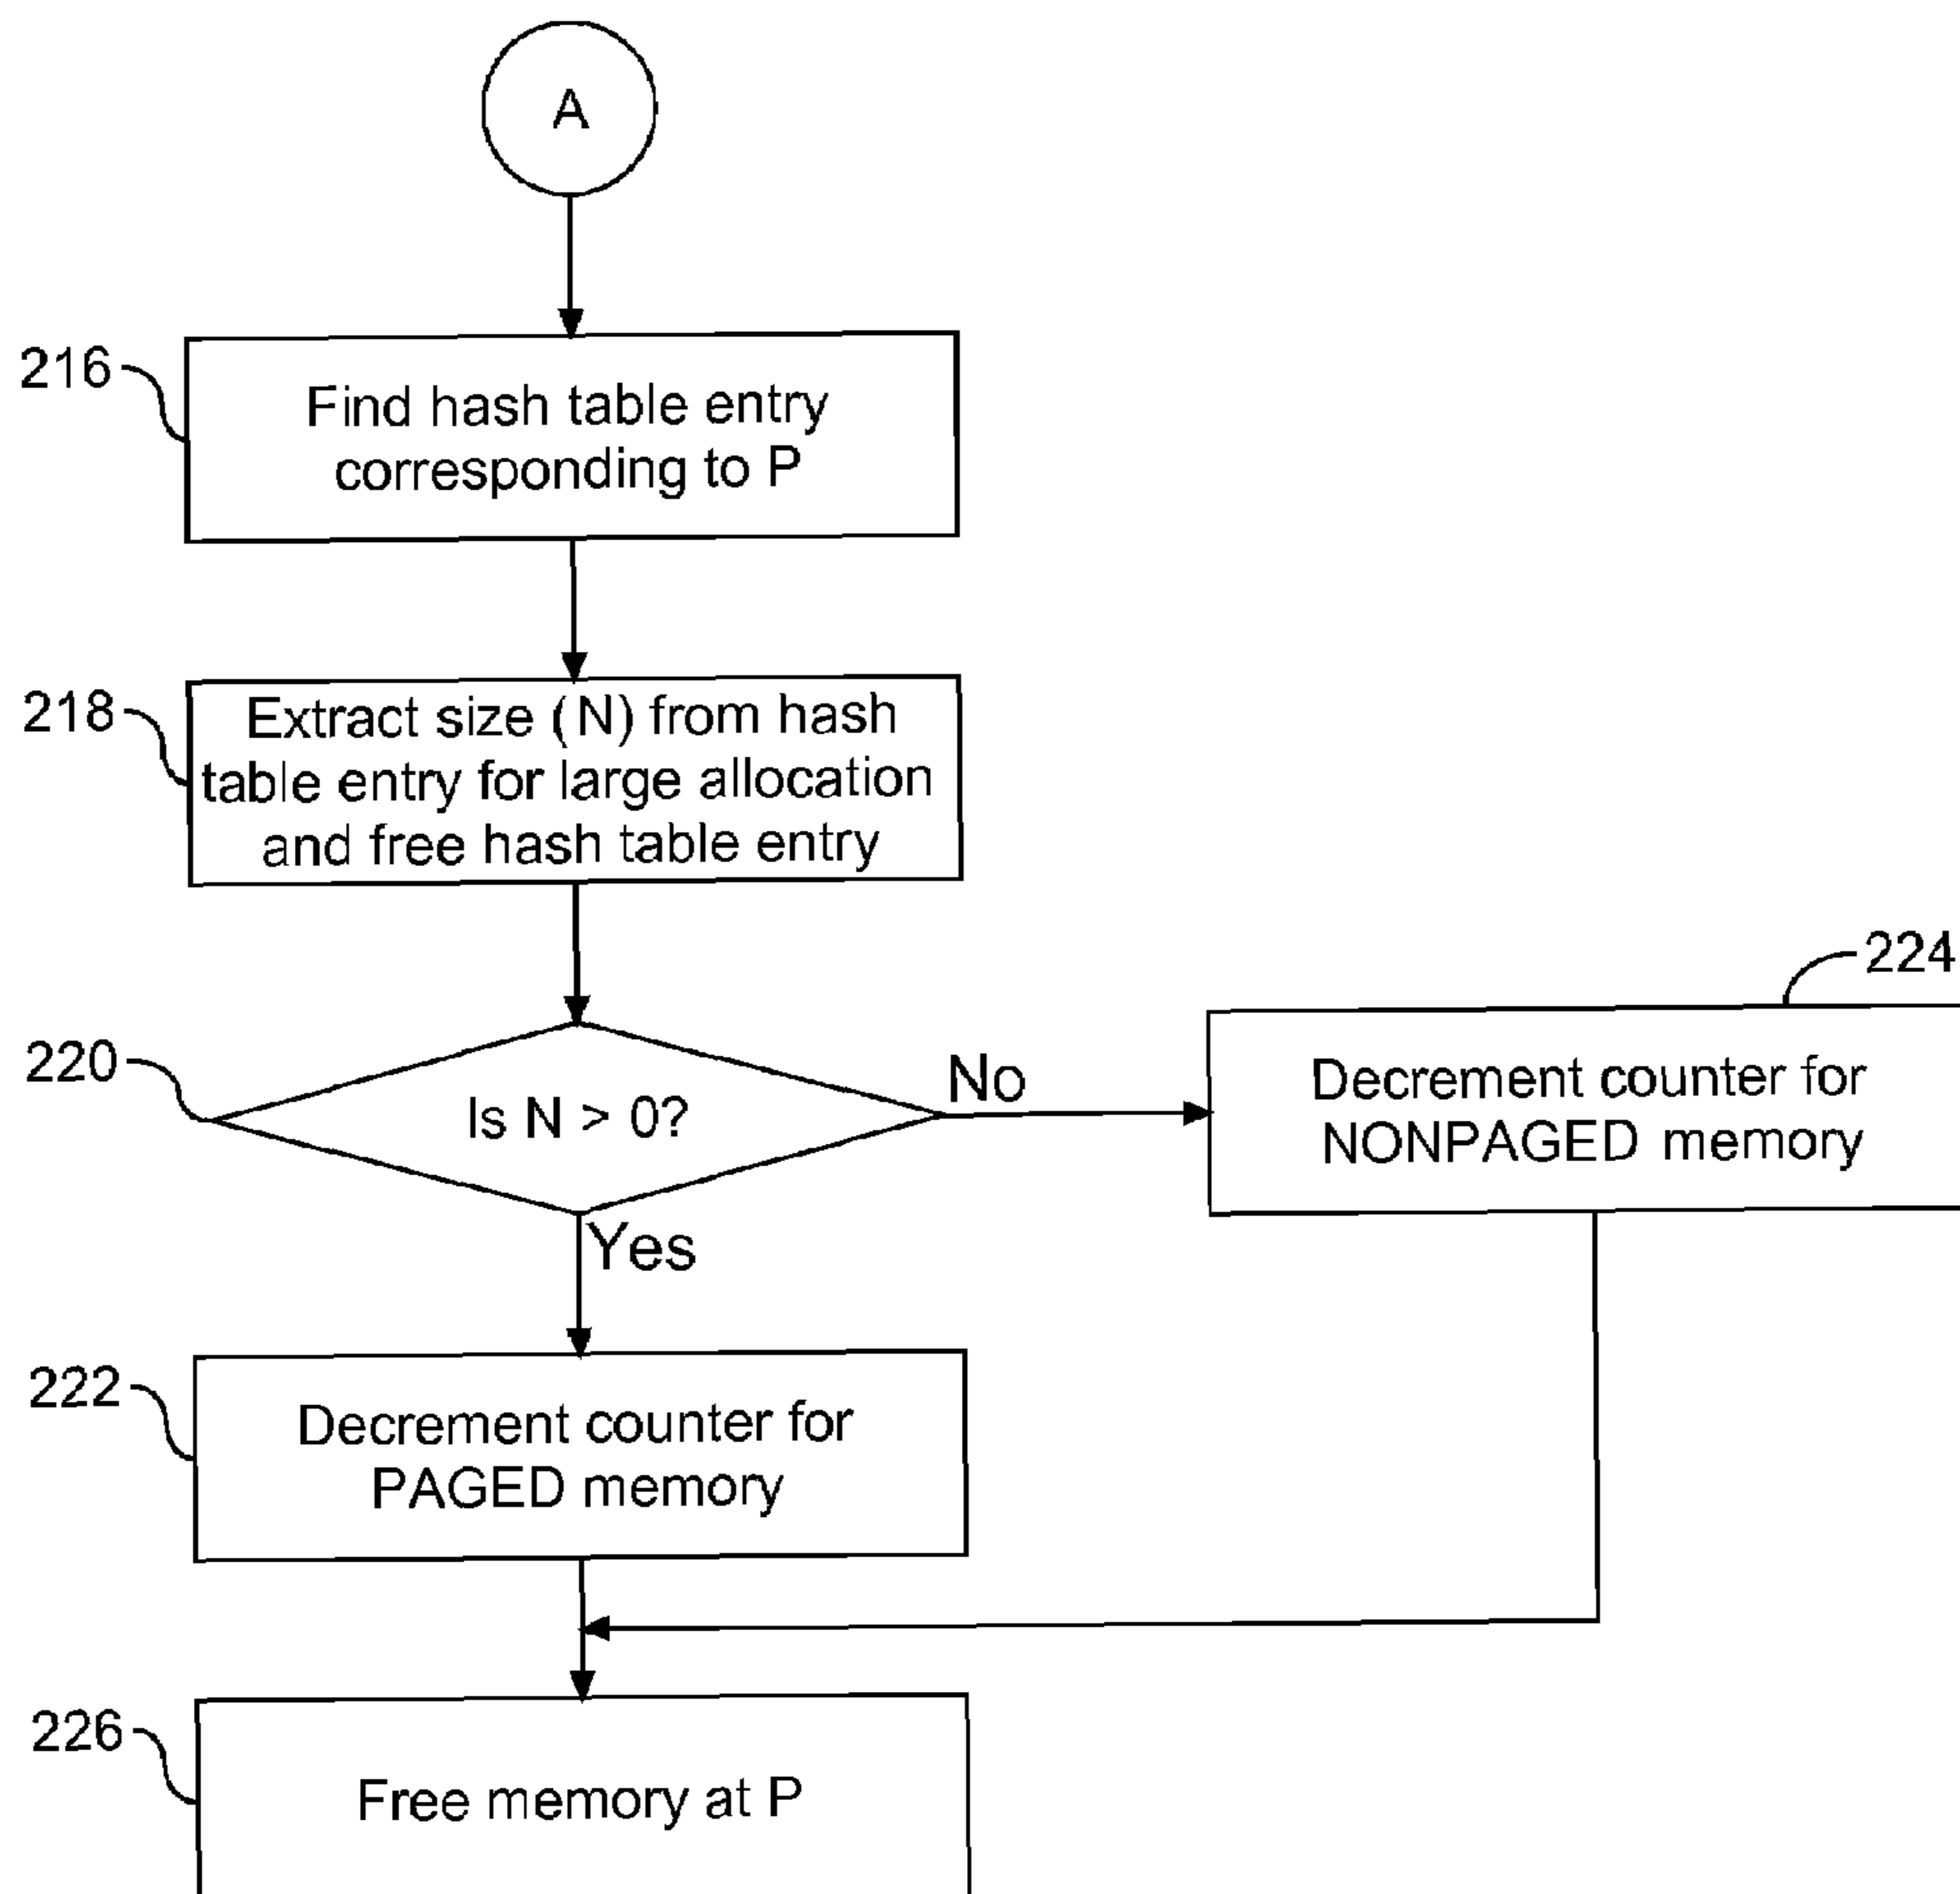 A
216
Find hash table entry
corresponding to P
218
Extract size (N) from hash
table entry for large allocation
and free hash table entry
224
220
Is N > 0?
No
Decrement counter for
NONPAGED memory
Yes
222
Decrement counter for
PAGED memory
226
Free memory at P